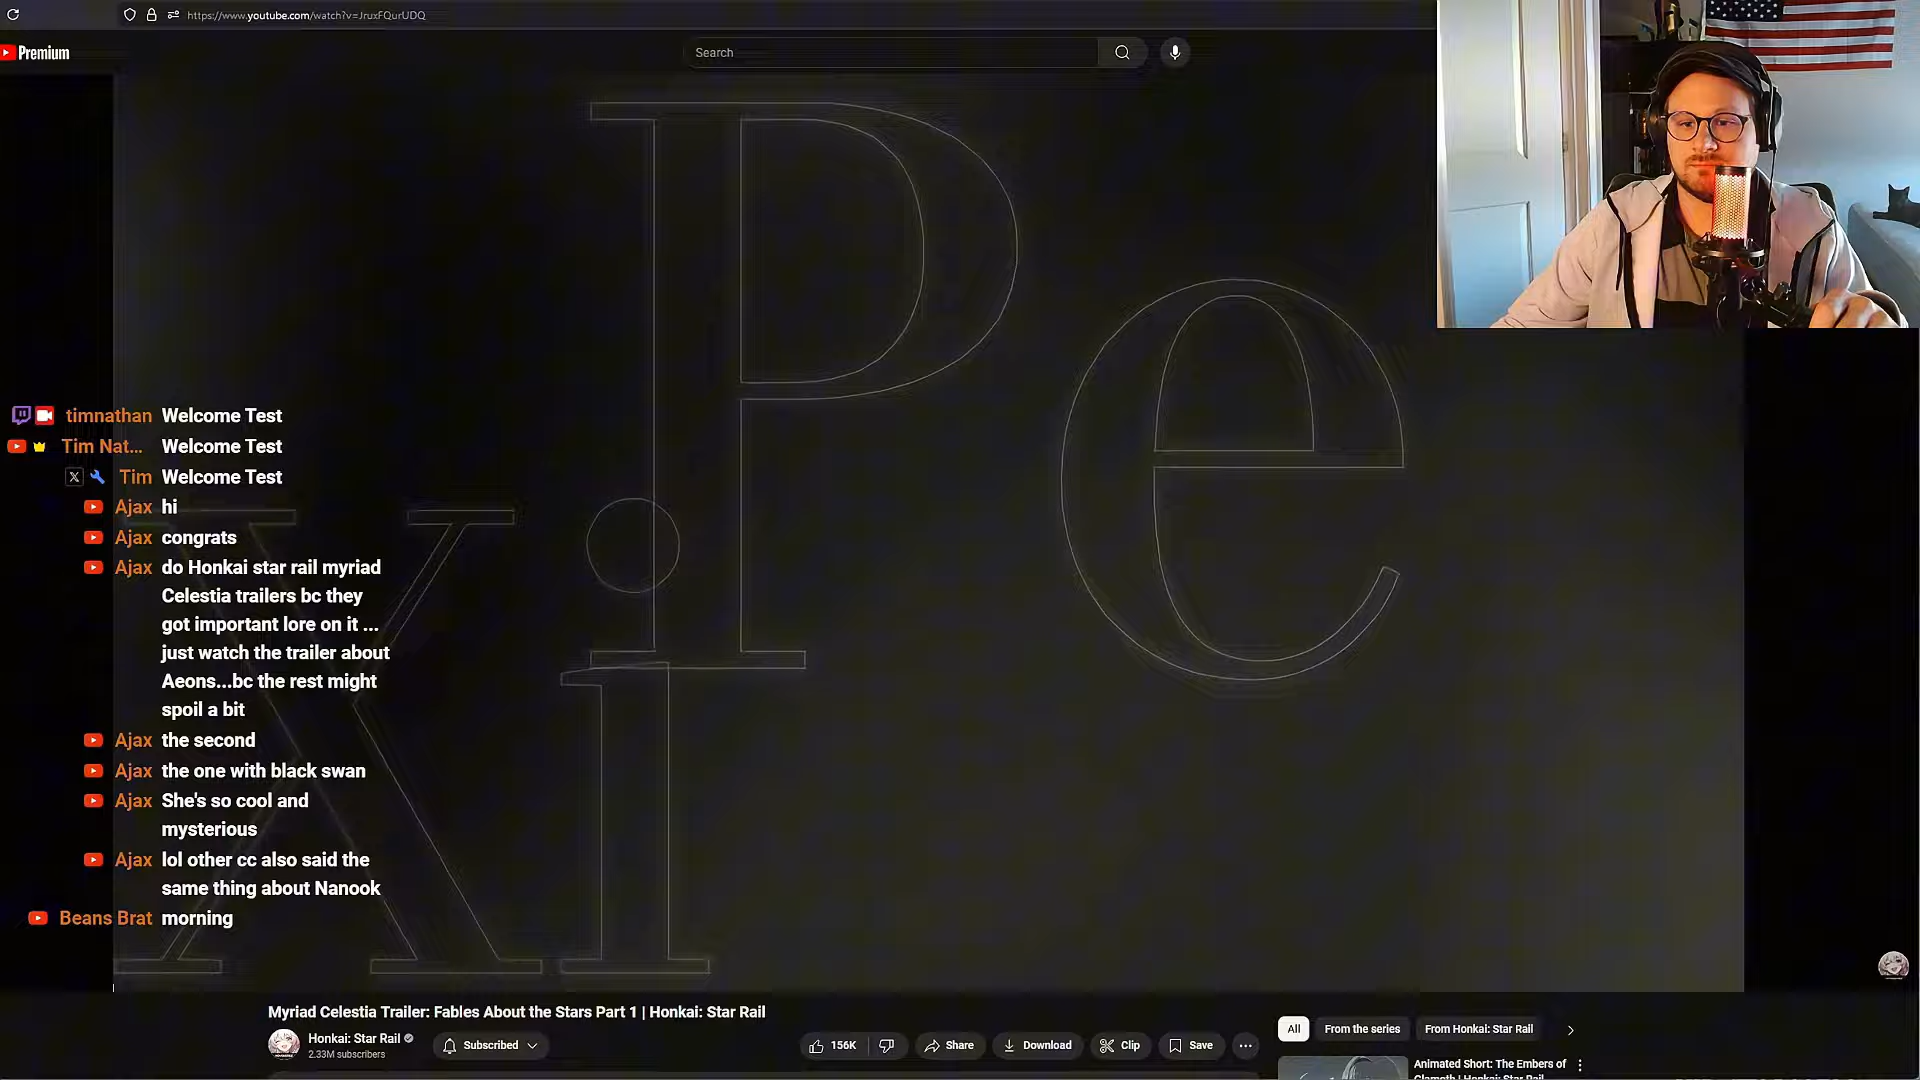 https://www.youtube.com/watch?v=JruxFQurUDQ
Premium
Search
Xi
Pe
timnathan Welcome Test
Tim Nat... Welcome Test
Tim Welcome Test
Ajax hi
Ajax congrats
Ajax do Honkai star rail myriad
Celestia trailers bc they
got important lore on it ...
just watch the trailer about
Aeons...bc the rest might
spoil a bit
Ajax the second
Ajax the one with black swan
Ajax She's so cool and
mysterious
Ajax lol other cc also said the
same thing about Nanook
Beans Brat morning
Myriad Celestia Trailer: Fables About the Stars Part 1 | Honkai: Star Rail
Honkai: Star Rail
2.33M subscribers
Subscribed
156K
Share
Download
Clip
Save
All
From the series
From Honkai: Star Rail
Animated Short: The Embers of
Glamoth | Honkai: Star Rail